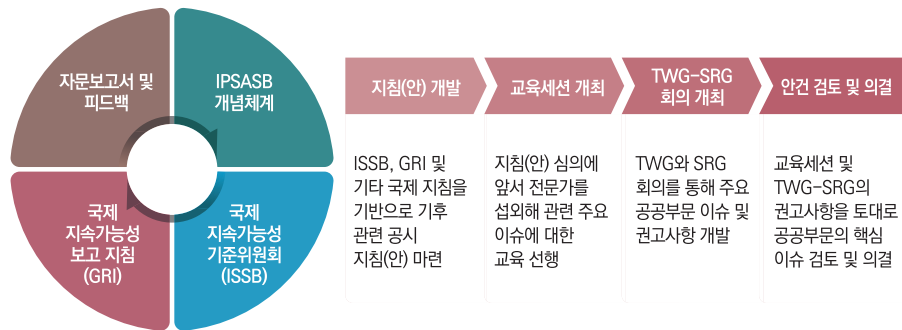 자문보고서 및
피드백
IPSASB
개념체계
국제
지속가능성
보고 지침
(GRI)
국제
지속가능성
기준위원회
(ISSB)
지침(안) 개발
교육세션 개최
TWG-SRG
회의 개최
안건 검토 및 의결
ISSB, GRI 및
기타 국제 지침을
기반으로 기후
관련 공시
지침(안) 마련
지침(안) 심의에
앞서 전문가를
섭외해 관련 주요
이슈에 대한
교육 선행
TWG와 SRG
회의를 통해 주요
공공부문 이슈 및
권고사항 개발
교육세션 및
TWG-SRG의
권고사항을 토대로
공공부문의 핵심
이슈 검토 및 의결